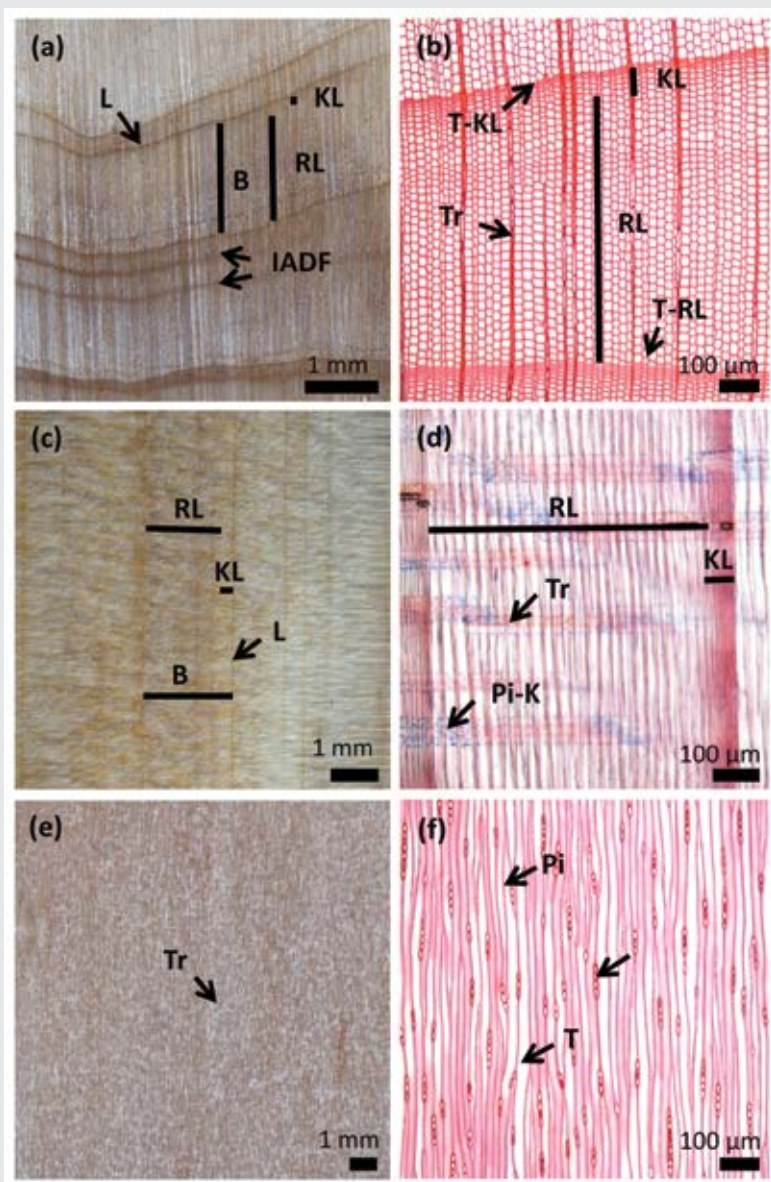 (a)
L
KL
B
RL
IADF
1 mm
(b)
KL
T-KL
Tr
RL
T-RL
100 µm
(c)
RL
KL
L
B
1 mm
(d)
RL
KL
Tr
Pi-K
100 µm
(e)
Tr
1 mm
(f)
Pi
T
100 µm